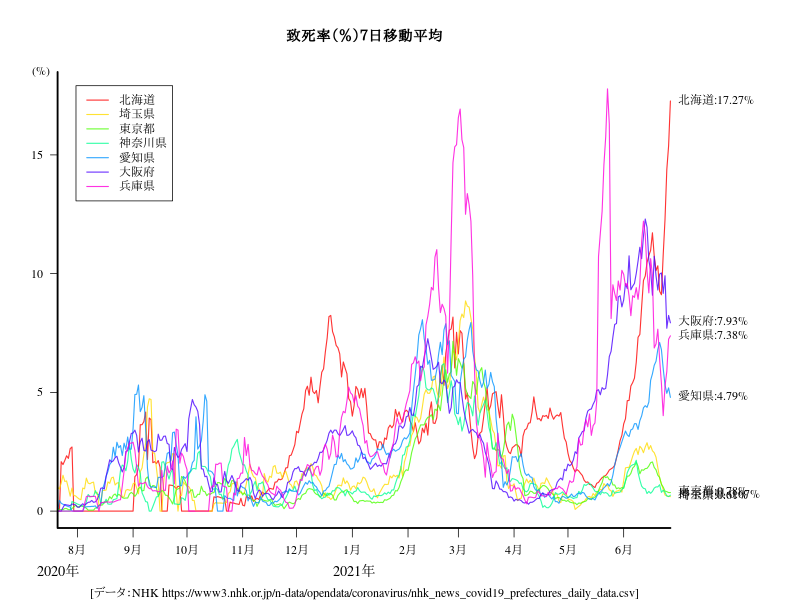 致死率(%)7日移動平均
(%)
北海道
埼玉県
東京都
神奈川県
愛知県
大阪府
兵庫県
15
10
5
0
北海道:17.27%
大阪府:7.93%
兵庫県:7.38%
愛知県:4.79%
東京都:0.78%
8月 9月 10月 11月 12月 1月 2月 3月 4月 5月 6月
2020年 2021年
[データ:NHK https://www3.nhk.or.jp/n-data/opendata/coronavirus/nhk_news_covid19_prefectures_daily_data.csv]